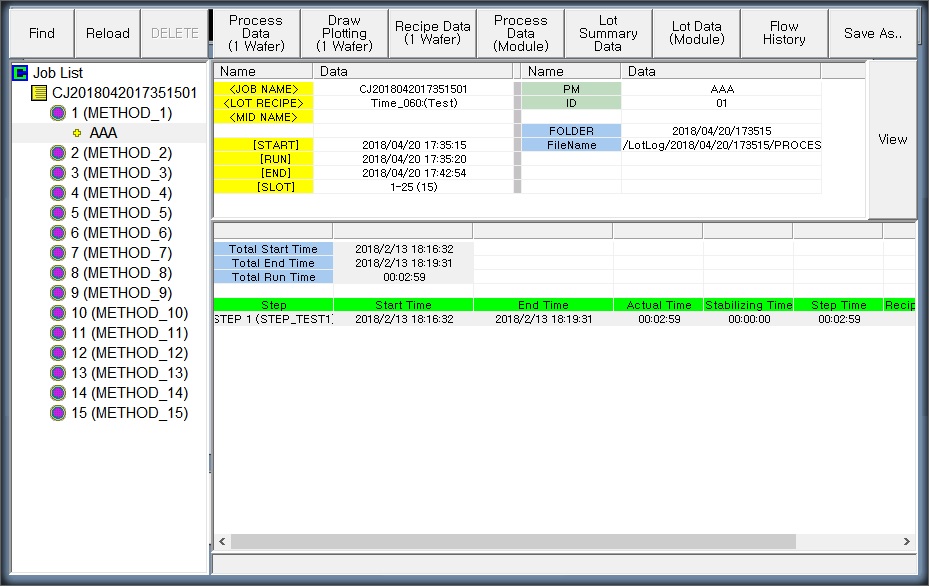 Find
Reload
DELETE
Process
Data
(1 Wafer)
Draw
Plotting
(1 Wafer)
Recipe Data
(1 Wafer)
Process
Data
(Module)
Lot
Summary
Data
Lot Data
(Module)
Flow
History
Save As..
Job List
CJ2018042017351501
1 (METHOD_1)
AAA
2 (METHOD_2)
3 (METHOD_3)
4 (METHOD_4)
5 (METHOD_5)
6 (METHOD_6)
7 (METHOD_7)
8 (METHOD_8)
9 (METHOD_9)
10 (METHOD_10)
11 (METHOD_11)
12 (METHOD_12)
13 (METHOD_13)
14 (METHOD_14)
15 (METHOD_15)
Name Data Name Data
<JOB NAME> CJ2018042017351501 PM AAA
<LOT RECIPE> Time_060:(Test) ID 01
<MID NAME>
FOLDER 2018/04/20/173515
[START] 2018/04/20 17:35:15 FileName /LotLog/2018/04/20/173515/PROCES
[RUN] 2018/04/20 17:35:20
[END] 2018/04/20 17:42:54
[SLOT] 1-25 (15)
View
Total Start Time 2018/2/13 18:16:32
Total End Time 2018/2/13 18:19:31
Total Run Time 00:02:59
Step Start Time End Time Actual Time Stabilizing Time Step Time Recip
STEP 1 (STEP_TEST1) 2018/2/13 18:16:32 2018/2/13 18:19:31 00:02:59 00:00:00 00:02:59